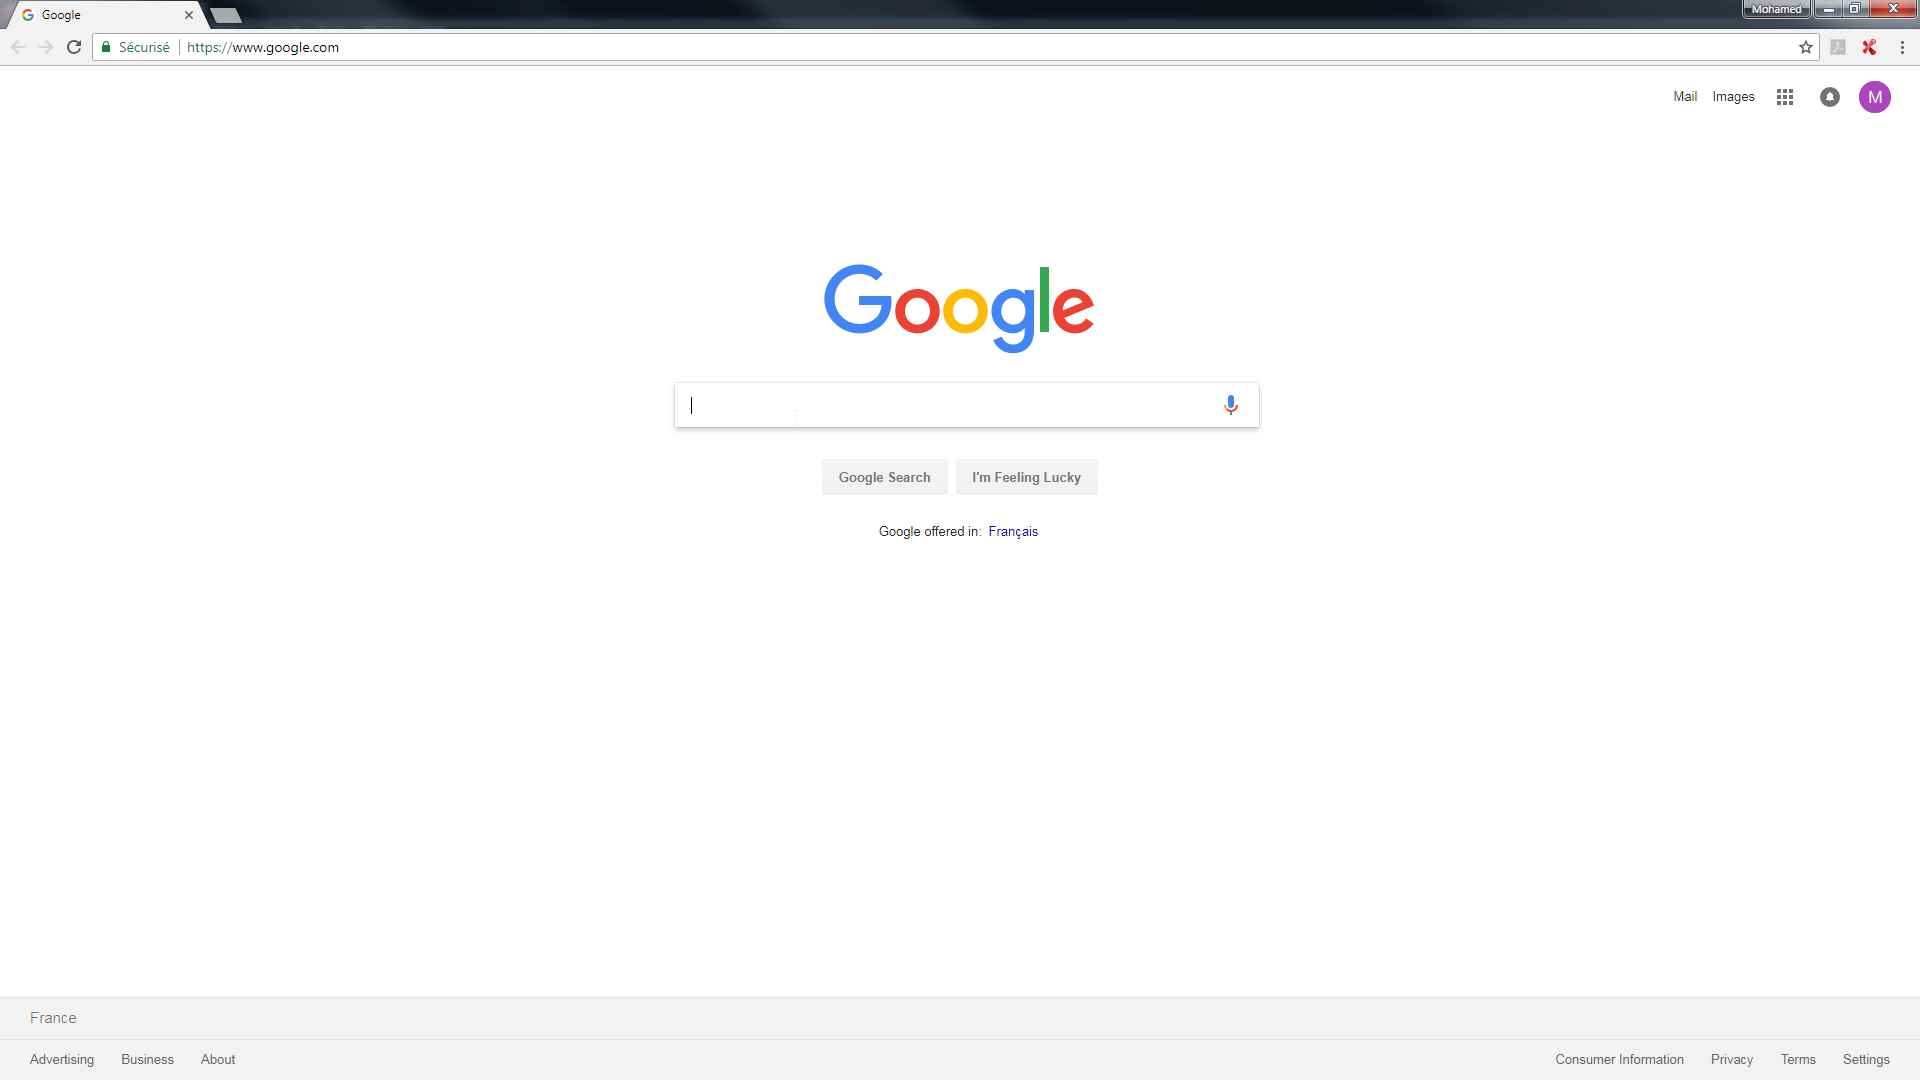 Google
Mohamed
Sécurisé https://www.google.com
Mail Images M
Google
Google Search I'm Feeling Lucky
Google offered in: Français
France
Advertising Business About Consumer Information Privacy Terms Settings